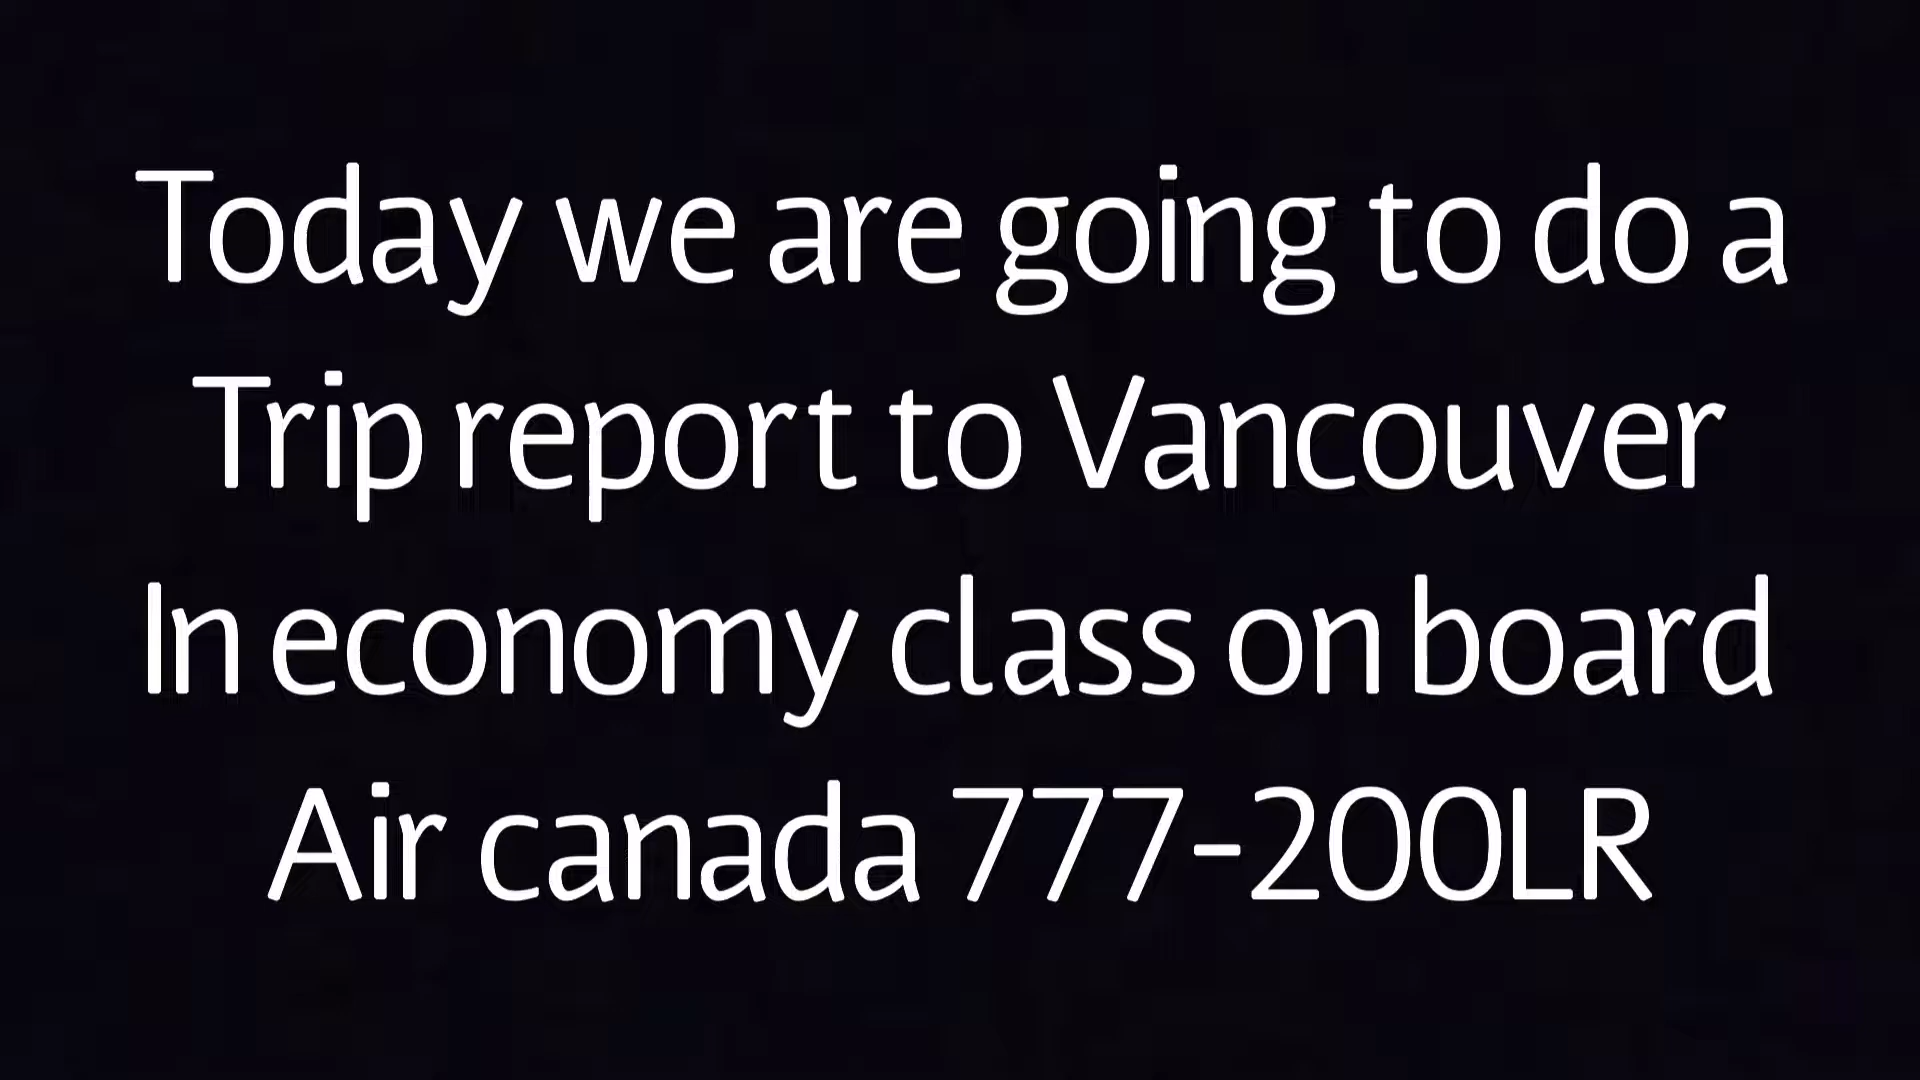 Today we are going to do a
Trip report to Vancouver
In economy class on board
Air canada 777-200LR